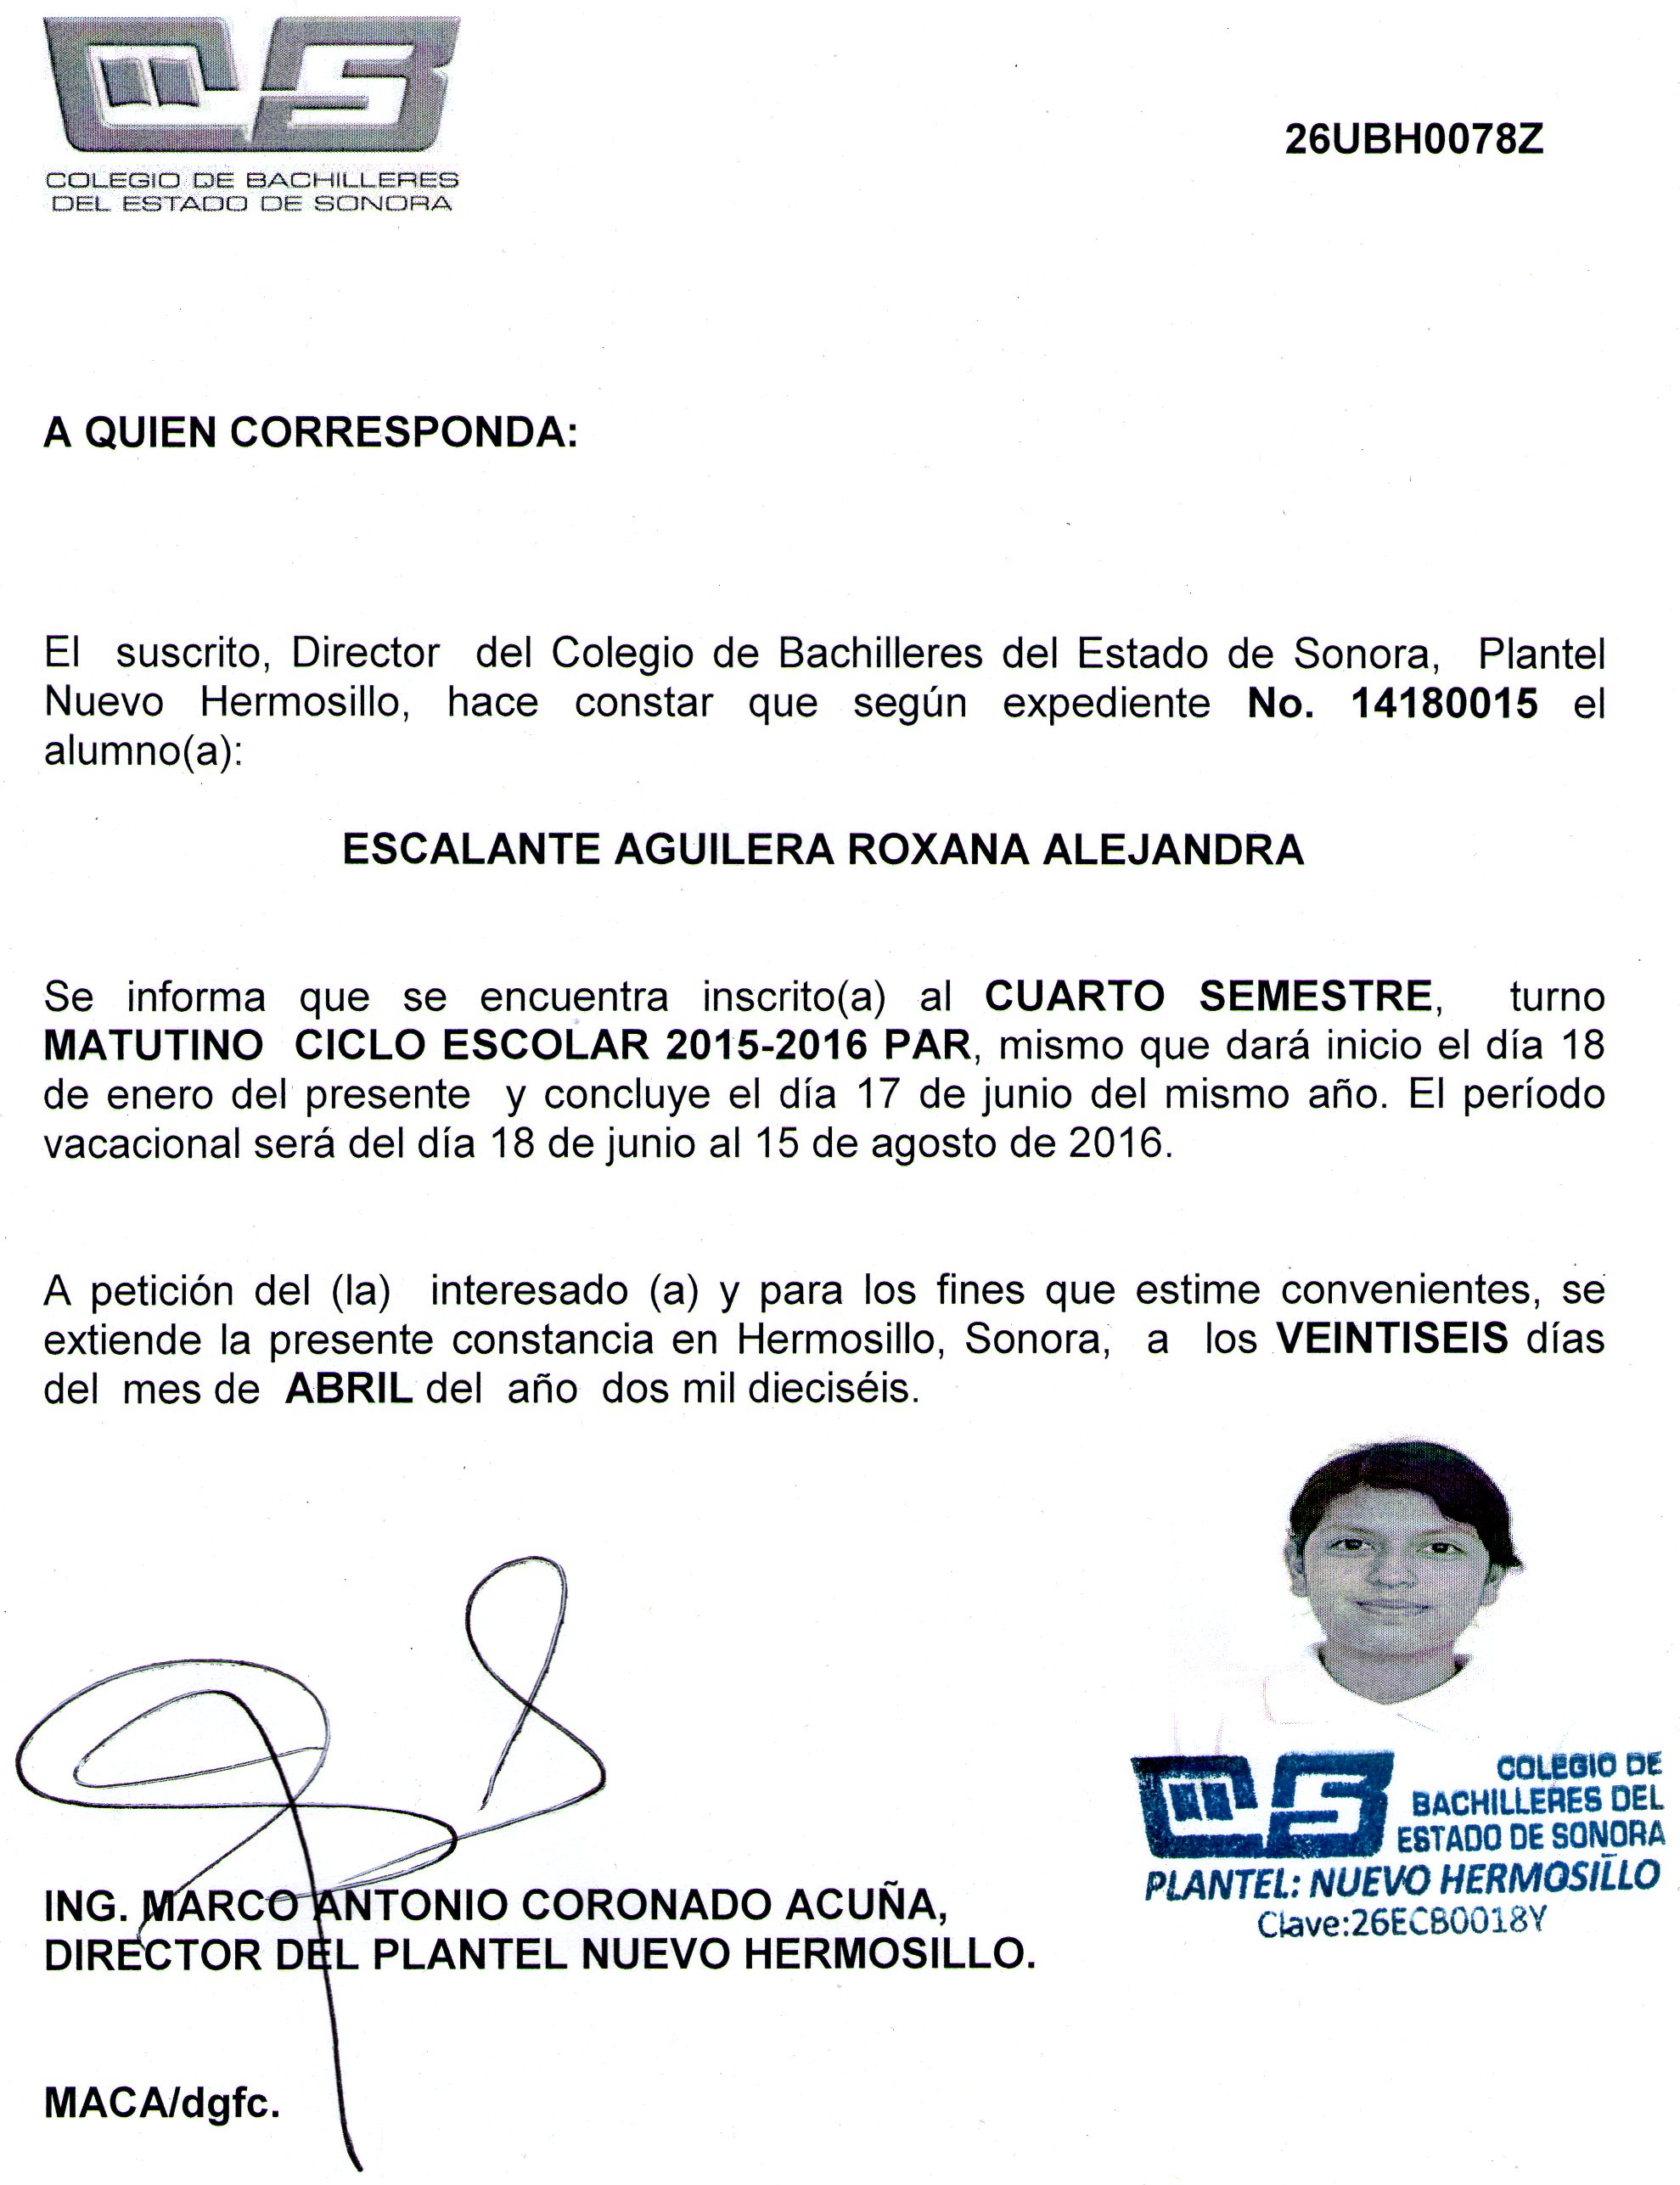 26UBH0078Z
COLEGIO DE BACHILLERES
DEL ESTADO DE SONORA
A QUIEN CORRESPONDA:
El suscrito, Director del Colegio de Bachilleres del Estado de Sonora, Plantel
Nuevo Hermosillo, hace constar que según expediente No. 14180015 el
alumno(a):
ESCALANTE AGUILERA ROXANA ALEJANDRA
Se informa que se encuentra inscrito(a) al CUARTO SEMESTRE, turno
MATUTINO CICLO ESCOLAR 2015-2016 PAR, mismo que dará inicio el día 18
de enero del presente y concluye el día 17 de junio del mismo año. El período
vacacional será del día 18 de junio al 15 de agosto de 2016.
A petición del (la) interesado (a) y para los fines que estime convenientes, se
extiende la presente constancia en Hermosillo, Sonora, a los VEINTISEIS días
del mes de ABRIL del año dos mil dieciséis.
COLEGIO DE
BACHILLERES DEL
ESTADO DE SONORA
PLANTEL: NUEVO HERMOSILLO
Clave:26ECB0018Y
ING. MARCO ANTONIO CORONADO ACUÑA,
DIRECTOR DEL PLANTEL NUEVO HERMOSILLO.
MACA/dgfc.